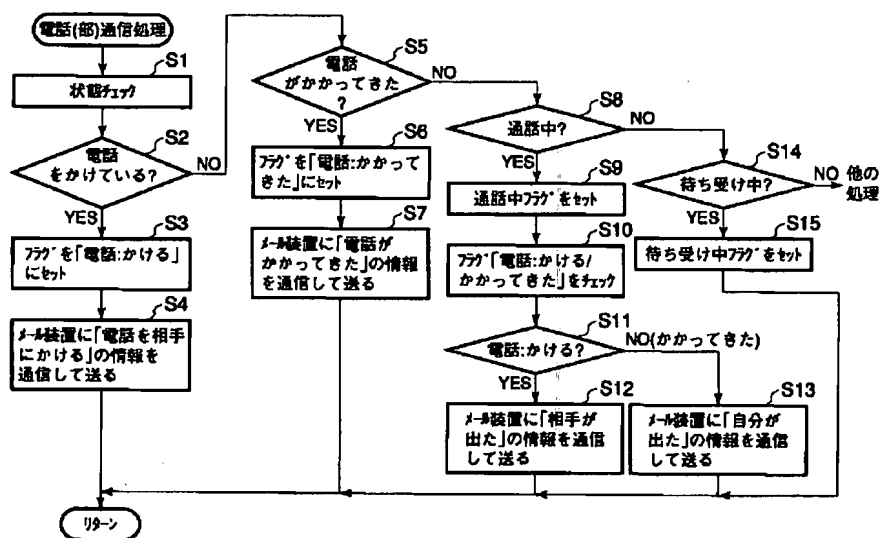 電話(部)通信処理
S1
状態チェック
S2
電話
をかけている?
NO
YES
S3
フラグを「電話:かける」
にセット
S4
メール装置に「電話を相手
にかける」の情報を
通信して送る
リターン
S5
電話
がかかってきた
?
NO
YES
S6
フラグを「電話:かかって
きた」にセット
S7
メール装置に「電話が
かかってきた」の情報
を通信して送る
S8
通話中?
NO
YES
S9
通話中フラグをセット
S10
フラグ「電話:かける/
かかってきた」をチェック
S11
電話:かける?
NO(かかってきた)
YES
S12
メール装置に「相手が
出た」の情報を通信
して送る
S13
メール装置に「自分が
出た」の情報を通信
して送る
S14
待ち受け中?
NO 他の
処理
YES
S15
待ち受け中フラグをセット